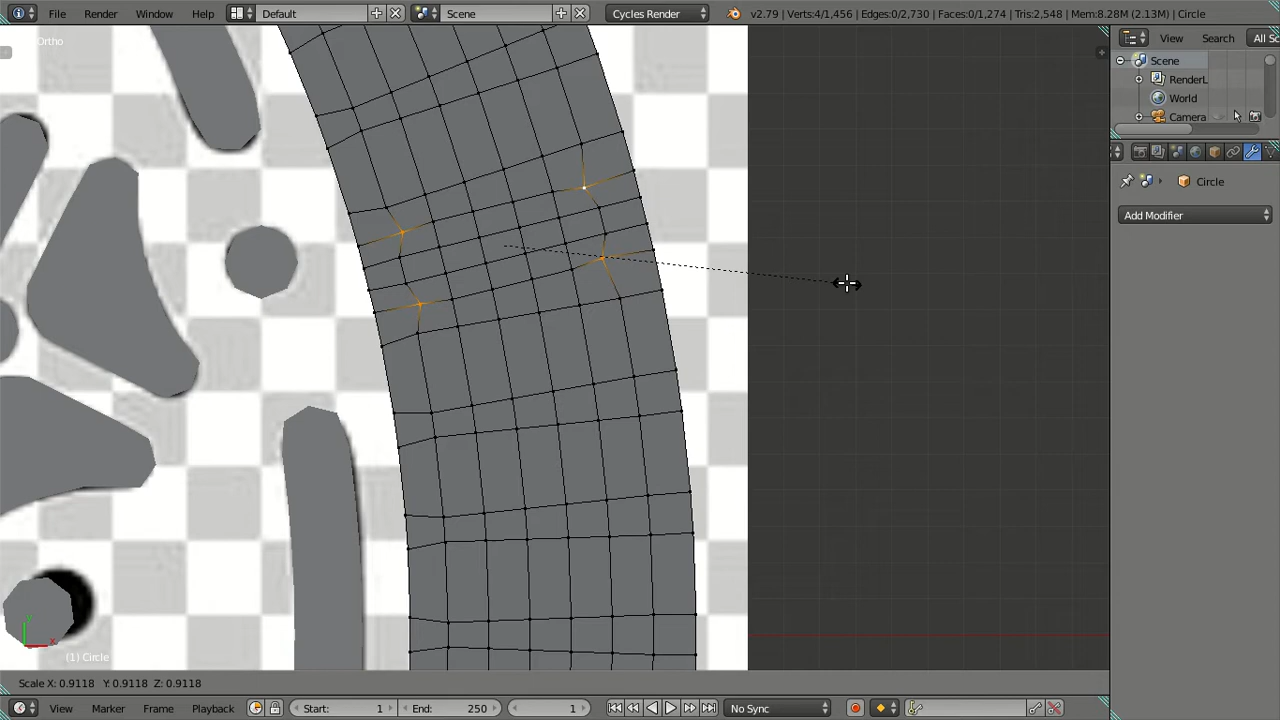 File Render Window Help Default Scene Cycles Render v2.79 | Verts:4/1,456 | Edges:0/2,730 | Faces:0/1,274 | Tris:2,548 | Mem:8.28M (2.13M) | Circle
Ortho
View Search All Sc
Scene
RenderL
World
Camera
Circle
Add Modifier
y
x
(1) Circle
Scale X: 0.9118 Y: 0.9118 Z: 0.9118
View Marker Frame Playback Start: 1 End: 250 1 No Sync